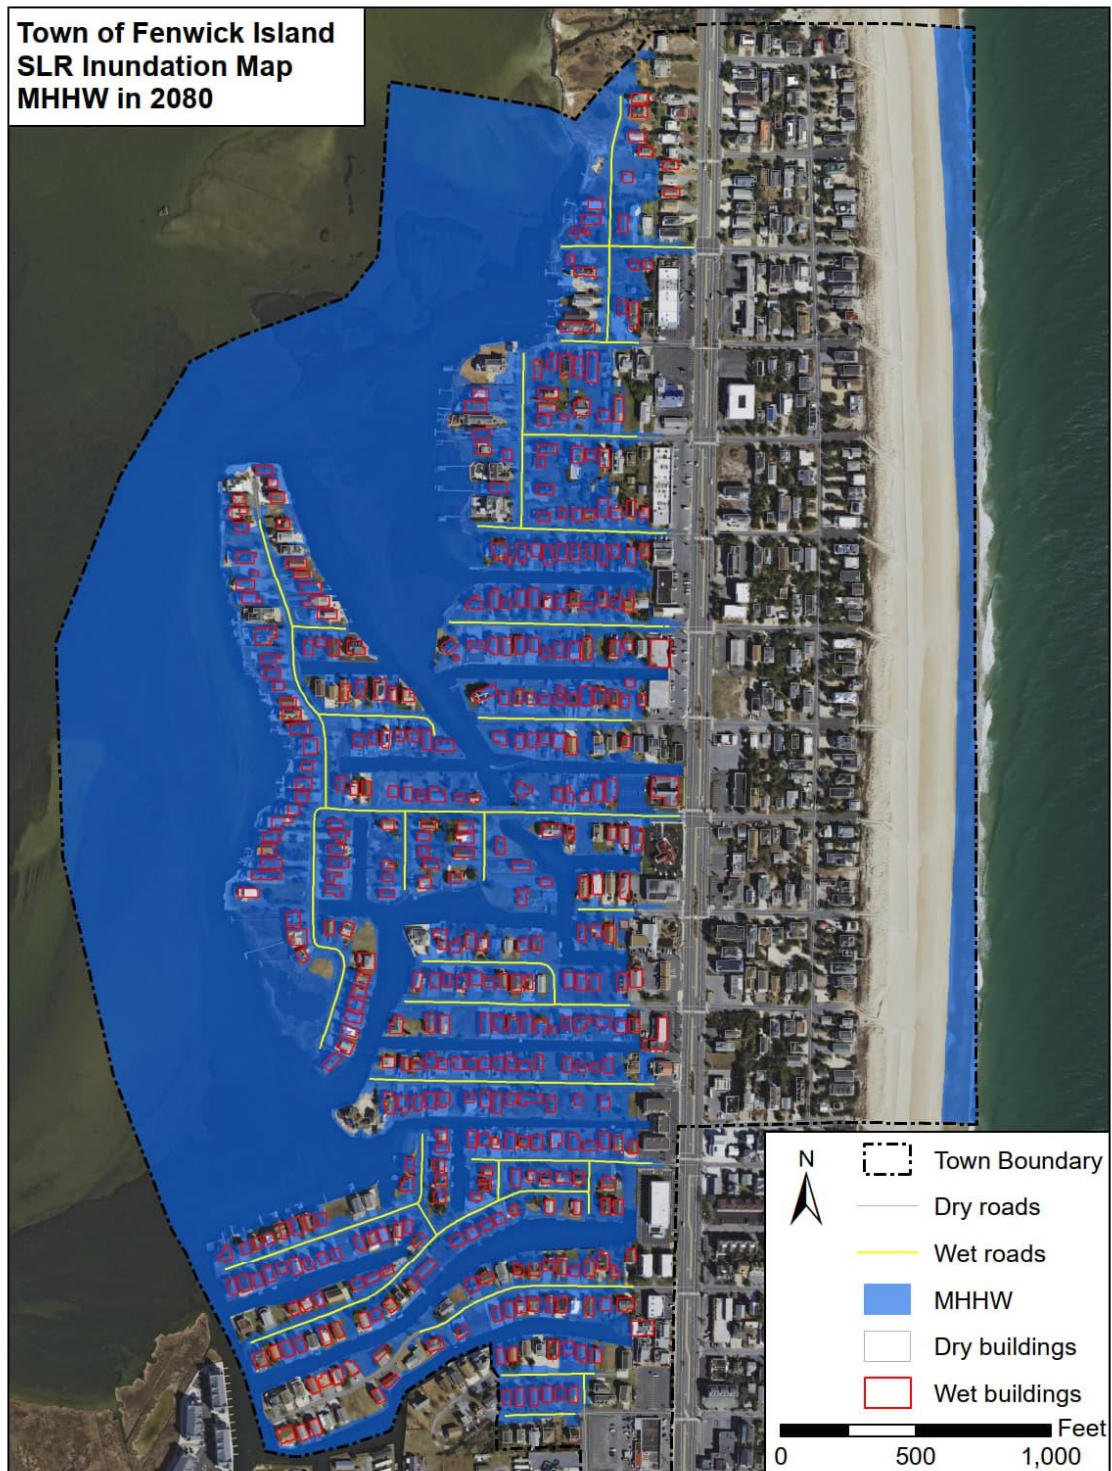 Town of Fenwick Island
SLR Inundation Map
MHHW in 2080
N
Town Boundary
Dry roads
Wet roads
MHHW
Dry buildings
Wet buildings
Feet
0 500 1,000